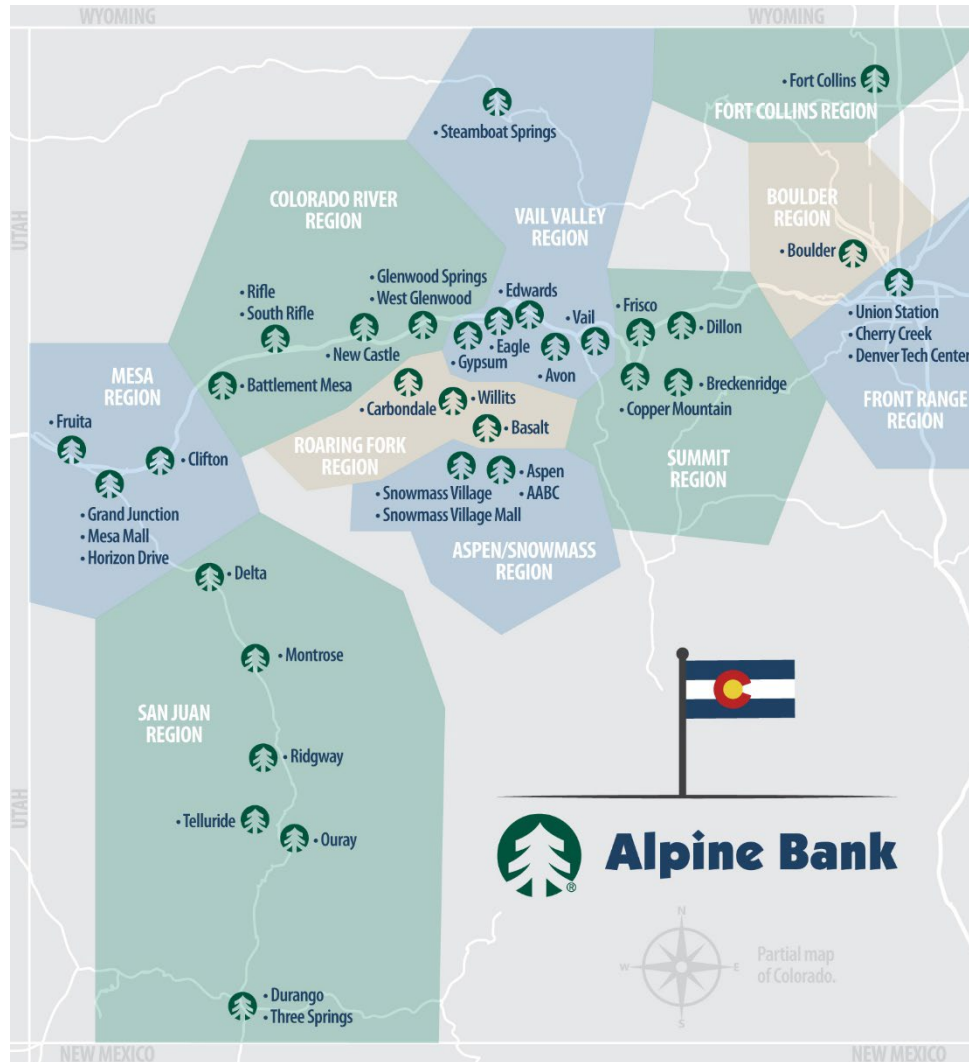 WYOMING
WYOMING
• Fort Collins
FORT COLLINS REGION
• Steamboat Springs
COLORADO RIVER
REGION
VAIL VALLEY
REGION
BOULDER
REGION
• Boulder
UTAH
• Glenwood Springs
• West Glenwood
• Rifle
• South Rifle
• Edwards
• Frisco
• Vail
• Dillon
• Union Station
• Cherry Creek
• Denver Tech Center
• New Castle
• Eagle
• Gypsum
• Avon
MESA
REGION
• Battlement Mesa
• Carbondale
• Willits
• Breckenridge
• Copper Mountain
FRONT RANGE
REGION
• Fruita
• Basalt
ROARING FORK
REGION
• Clifton
SUMMIT
REGION
• Snowmass Village
• Snowmass Village Mall
• Aspen
• AABC
• Grand Junction
• Mesa Mall
• Horizon Drive
ASPEN/SNOWMASS
REGION
• Delta
• Montrose
SAN JUAN
REGION
• Ridgway
UTAH
• Telluride
• Ouray
C
®
Alpine Bank
N
W
E
S
Partial map
of Colorado.
• Durango
• Three Springs
NEW MEXICO
NEW MEXICO